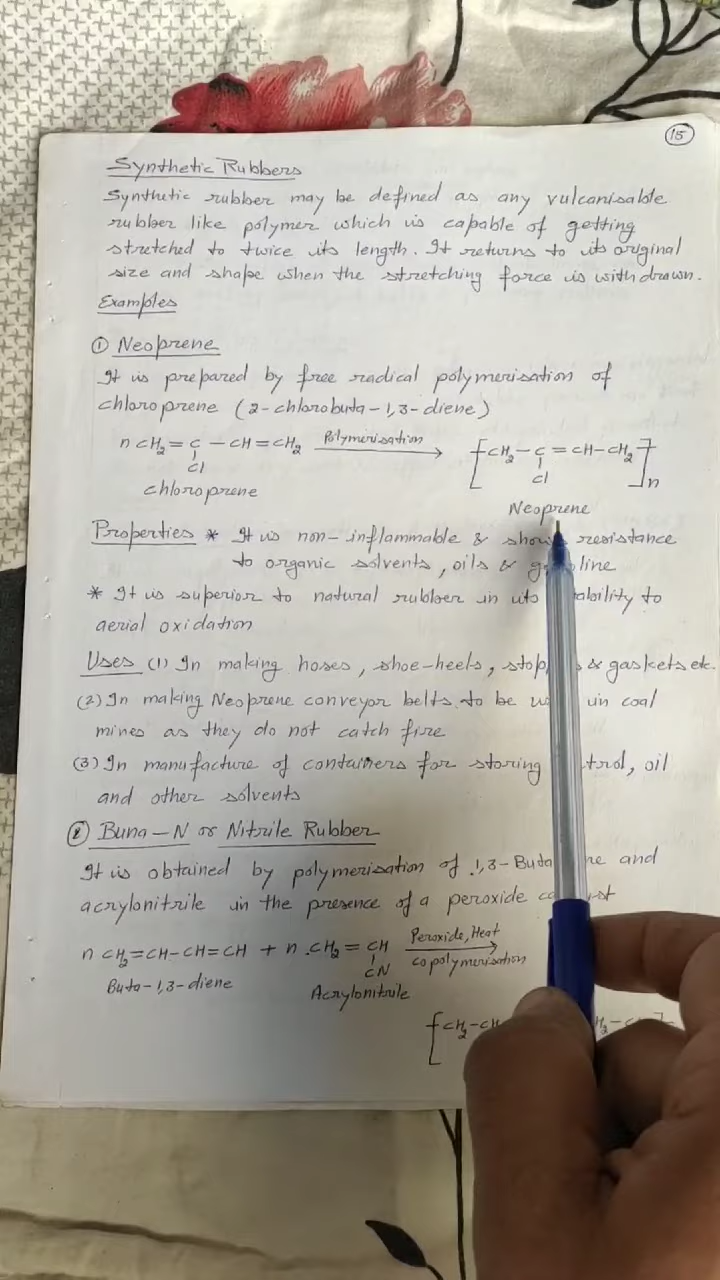 15
Synthetic Rubbers
Synthetic rubber may be defined as any vulcanisable
rubber like polymer which is capable of getting
stretched to twice its length. It returns to its original
size and shape when the stretching force is withdrawn.
Examples
① Neoprene
It is prepared by free radical polymerisation of
chloroprene (2-chlorobuta-1,3-diene)
n CH₂=C-CH=CH₂ Polymerisation → [CH₂-C=CH-CH₂]n
Cl Cl
chloroprene
Neoprene
Properties * It is non-inflammable & resistance
to organic solvents, oils &
* It is superior to natural rubber in its to
aerial oxidation
Uses (1) In making hoses, shoe-heels, & gaskets etc.
(2) In making Neoprene conveyor belts to be in coal
mines as they do not catch fire
(3) In manufacture of containers for storing oil
and other solvents
② Buna-N or Nitrile Rubber
It is obtained by polymerisation of 1,3- and
acrylonitrile in the presence of a peroxide
n CH₂=CH-CH=CH + n CH₂=CH Peroxide, Heat →
CN copolymerisation
Buta-1,3-diene Acrylonitrile
[CH₂-